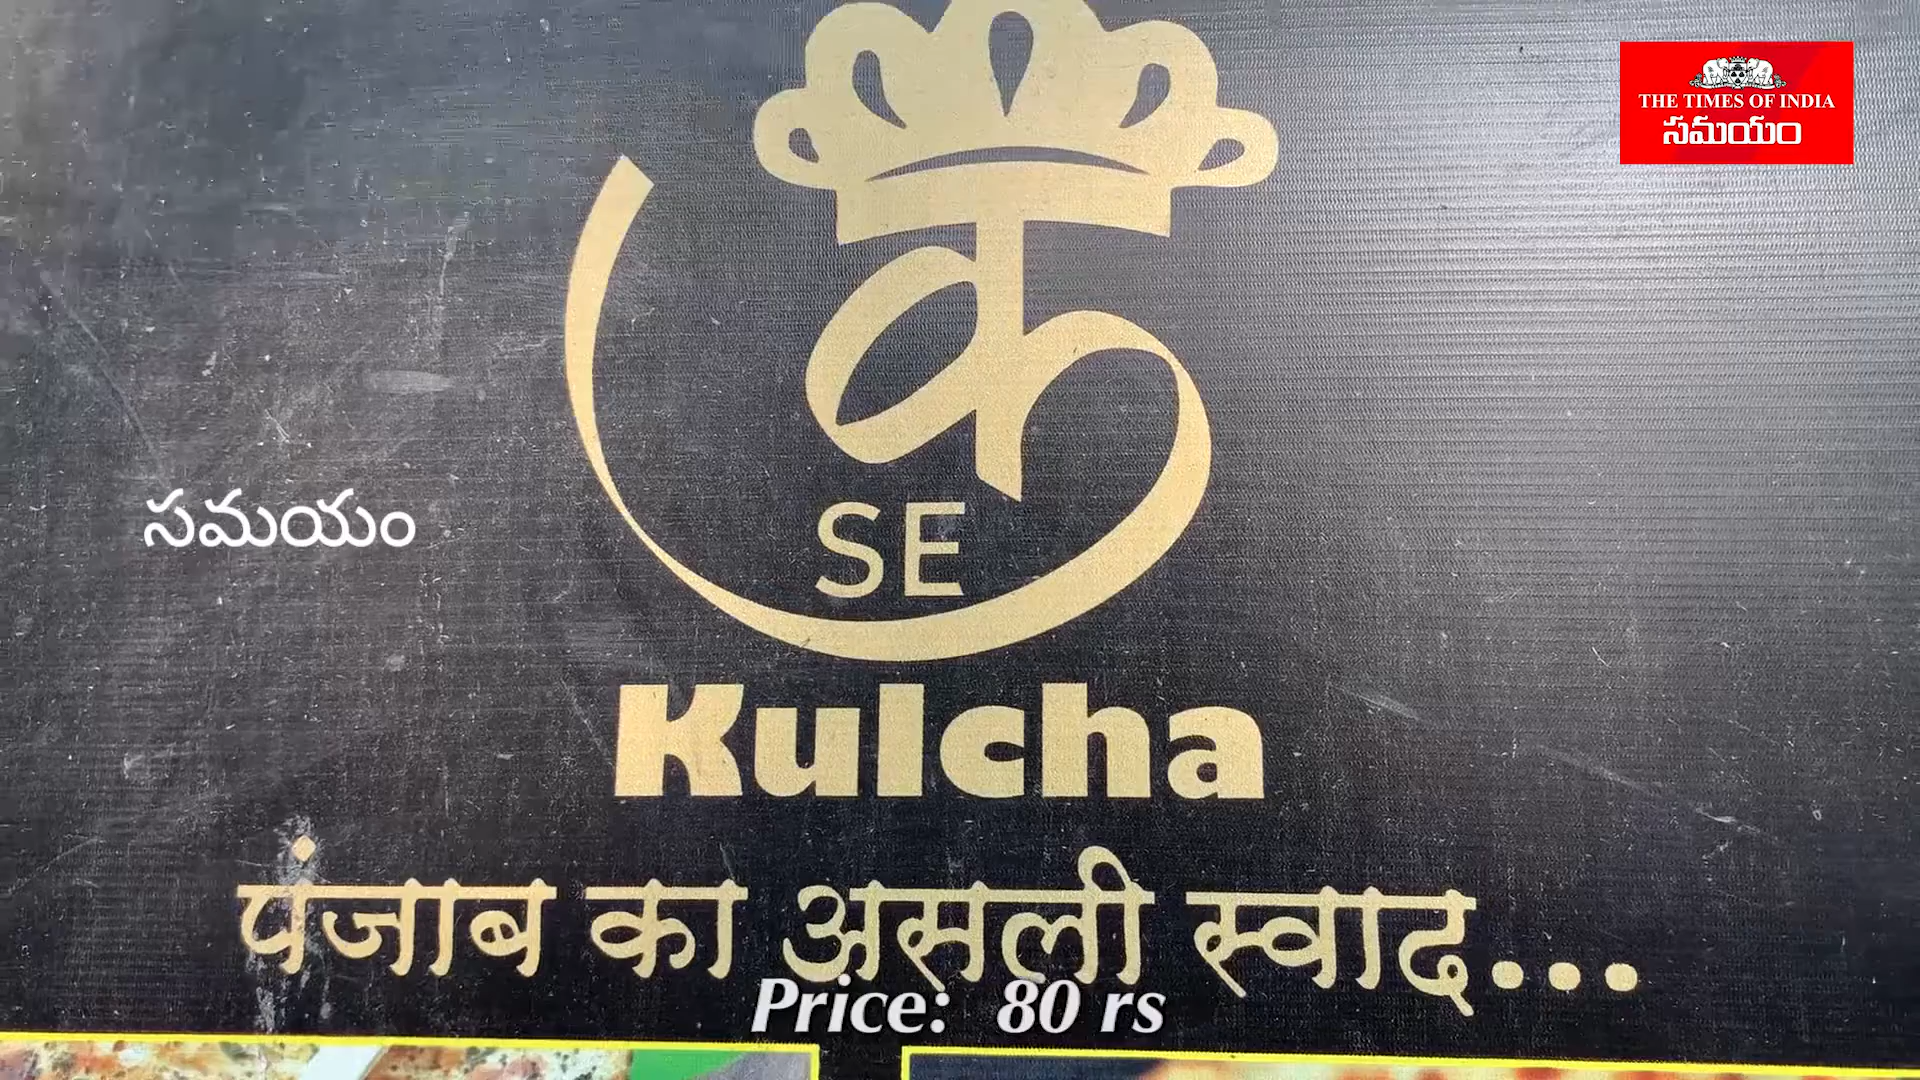 THE TIMES OF INDIA
సమయం
क
SE
సమయం
Kulcha
पंजाब का असली स्वाद...
Price: 80 rs